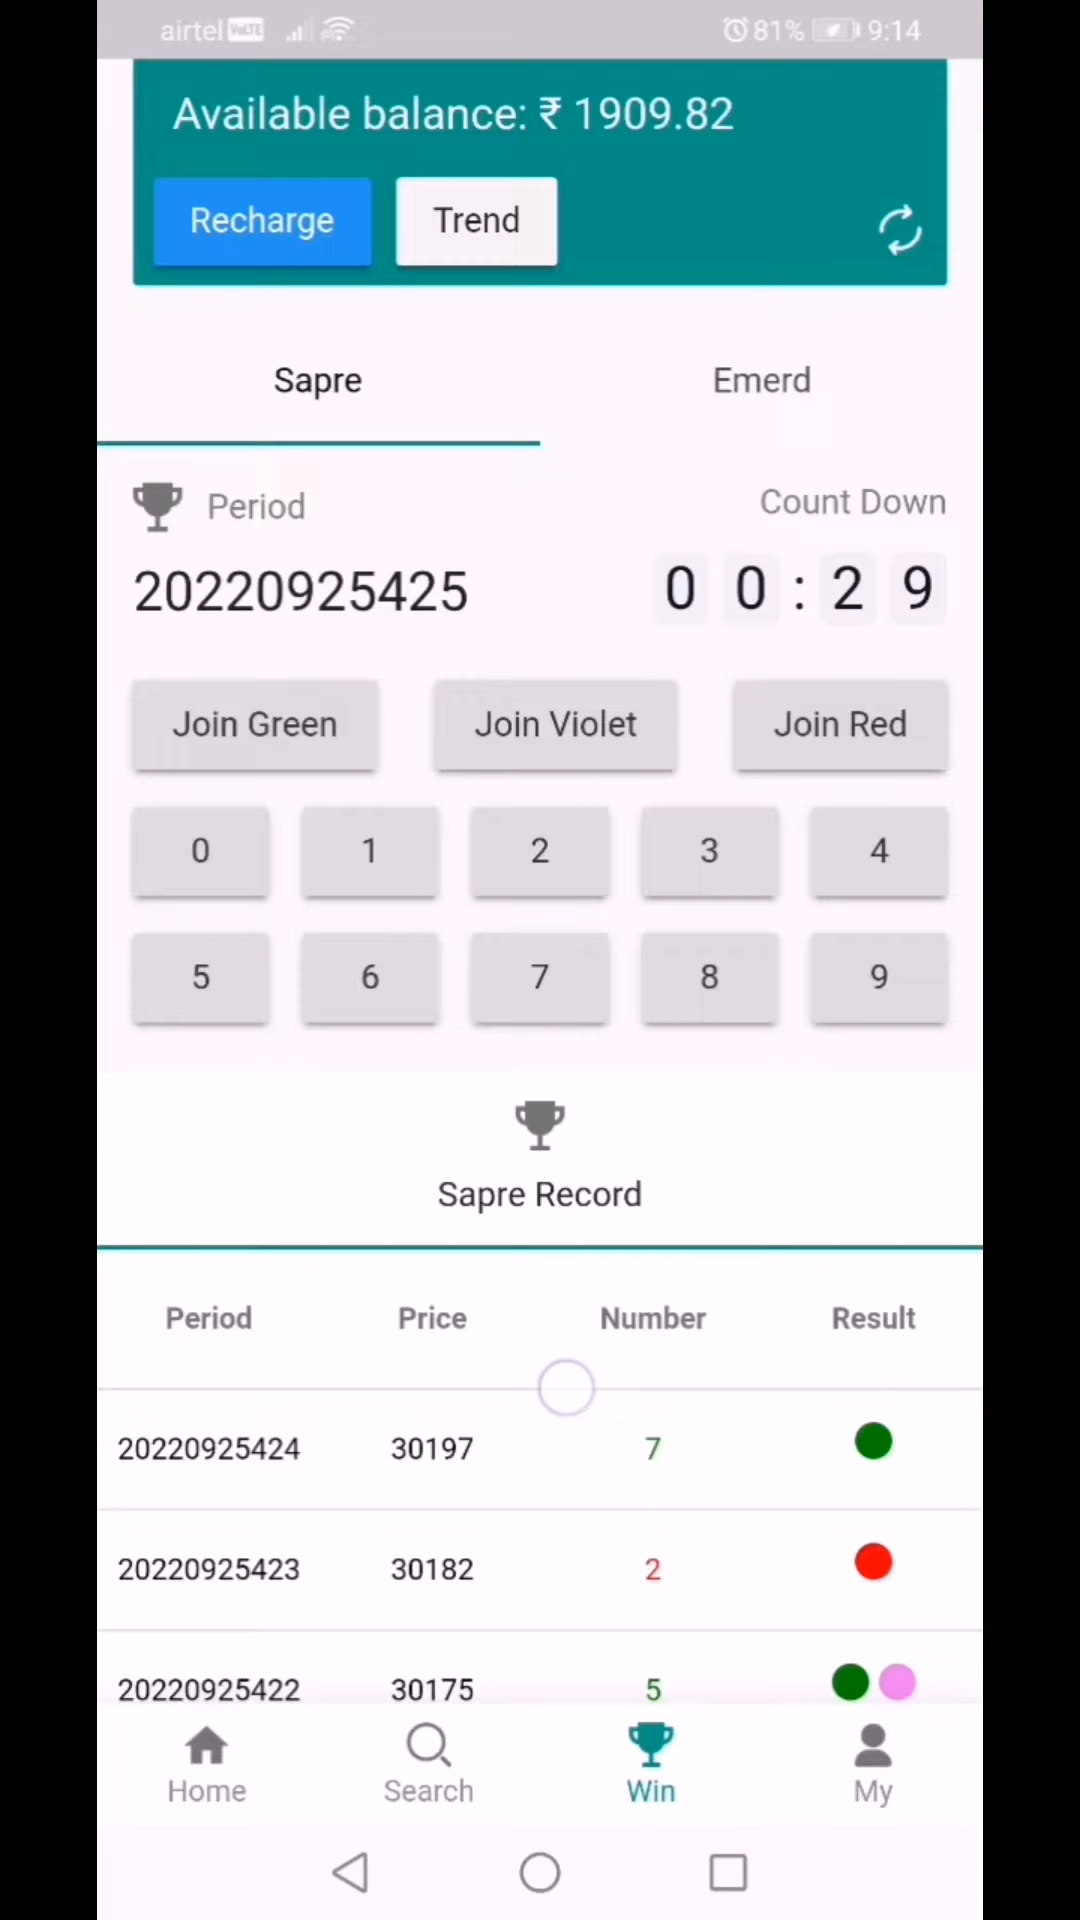 airtel VoLTE 81% 9:14
Available balance: ₹ 1909.82
Recharge Trend
Sapre Emerd
Period Count Down
20220925425 0 0 : 2 9
Join Green Join Violet Join Red
0 1 2 3 4
5 6 7 8 9
Sapre Record
Period Price Number Result
20220925424 30197 7
20220925423 30182 2
20220925422 30175 5
Home Search Win My